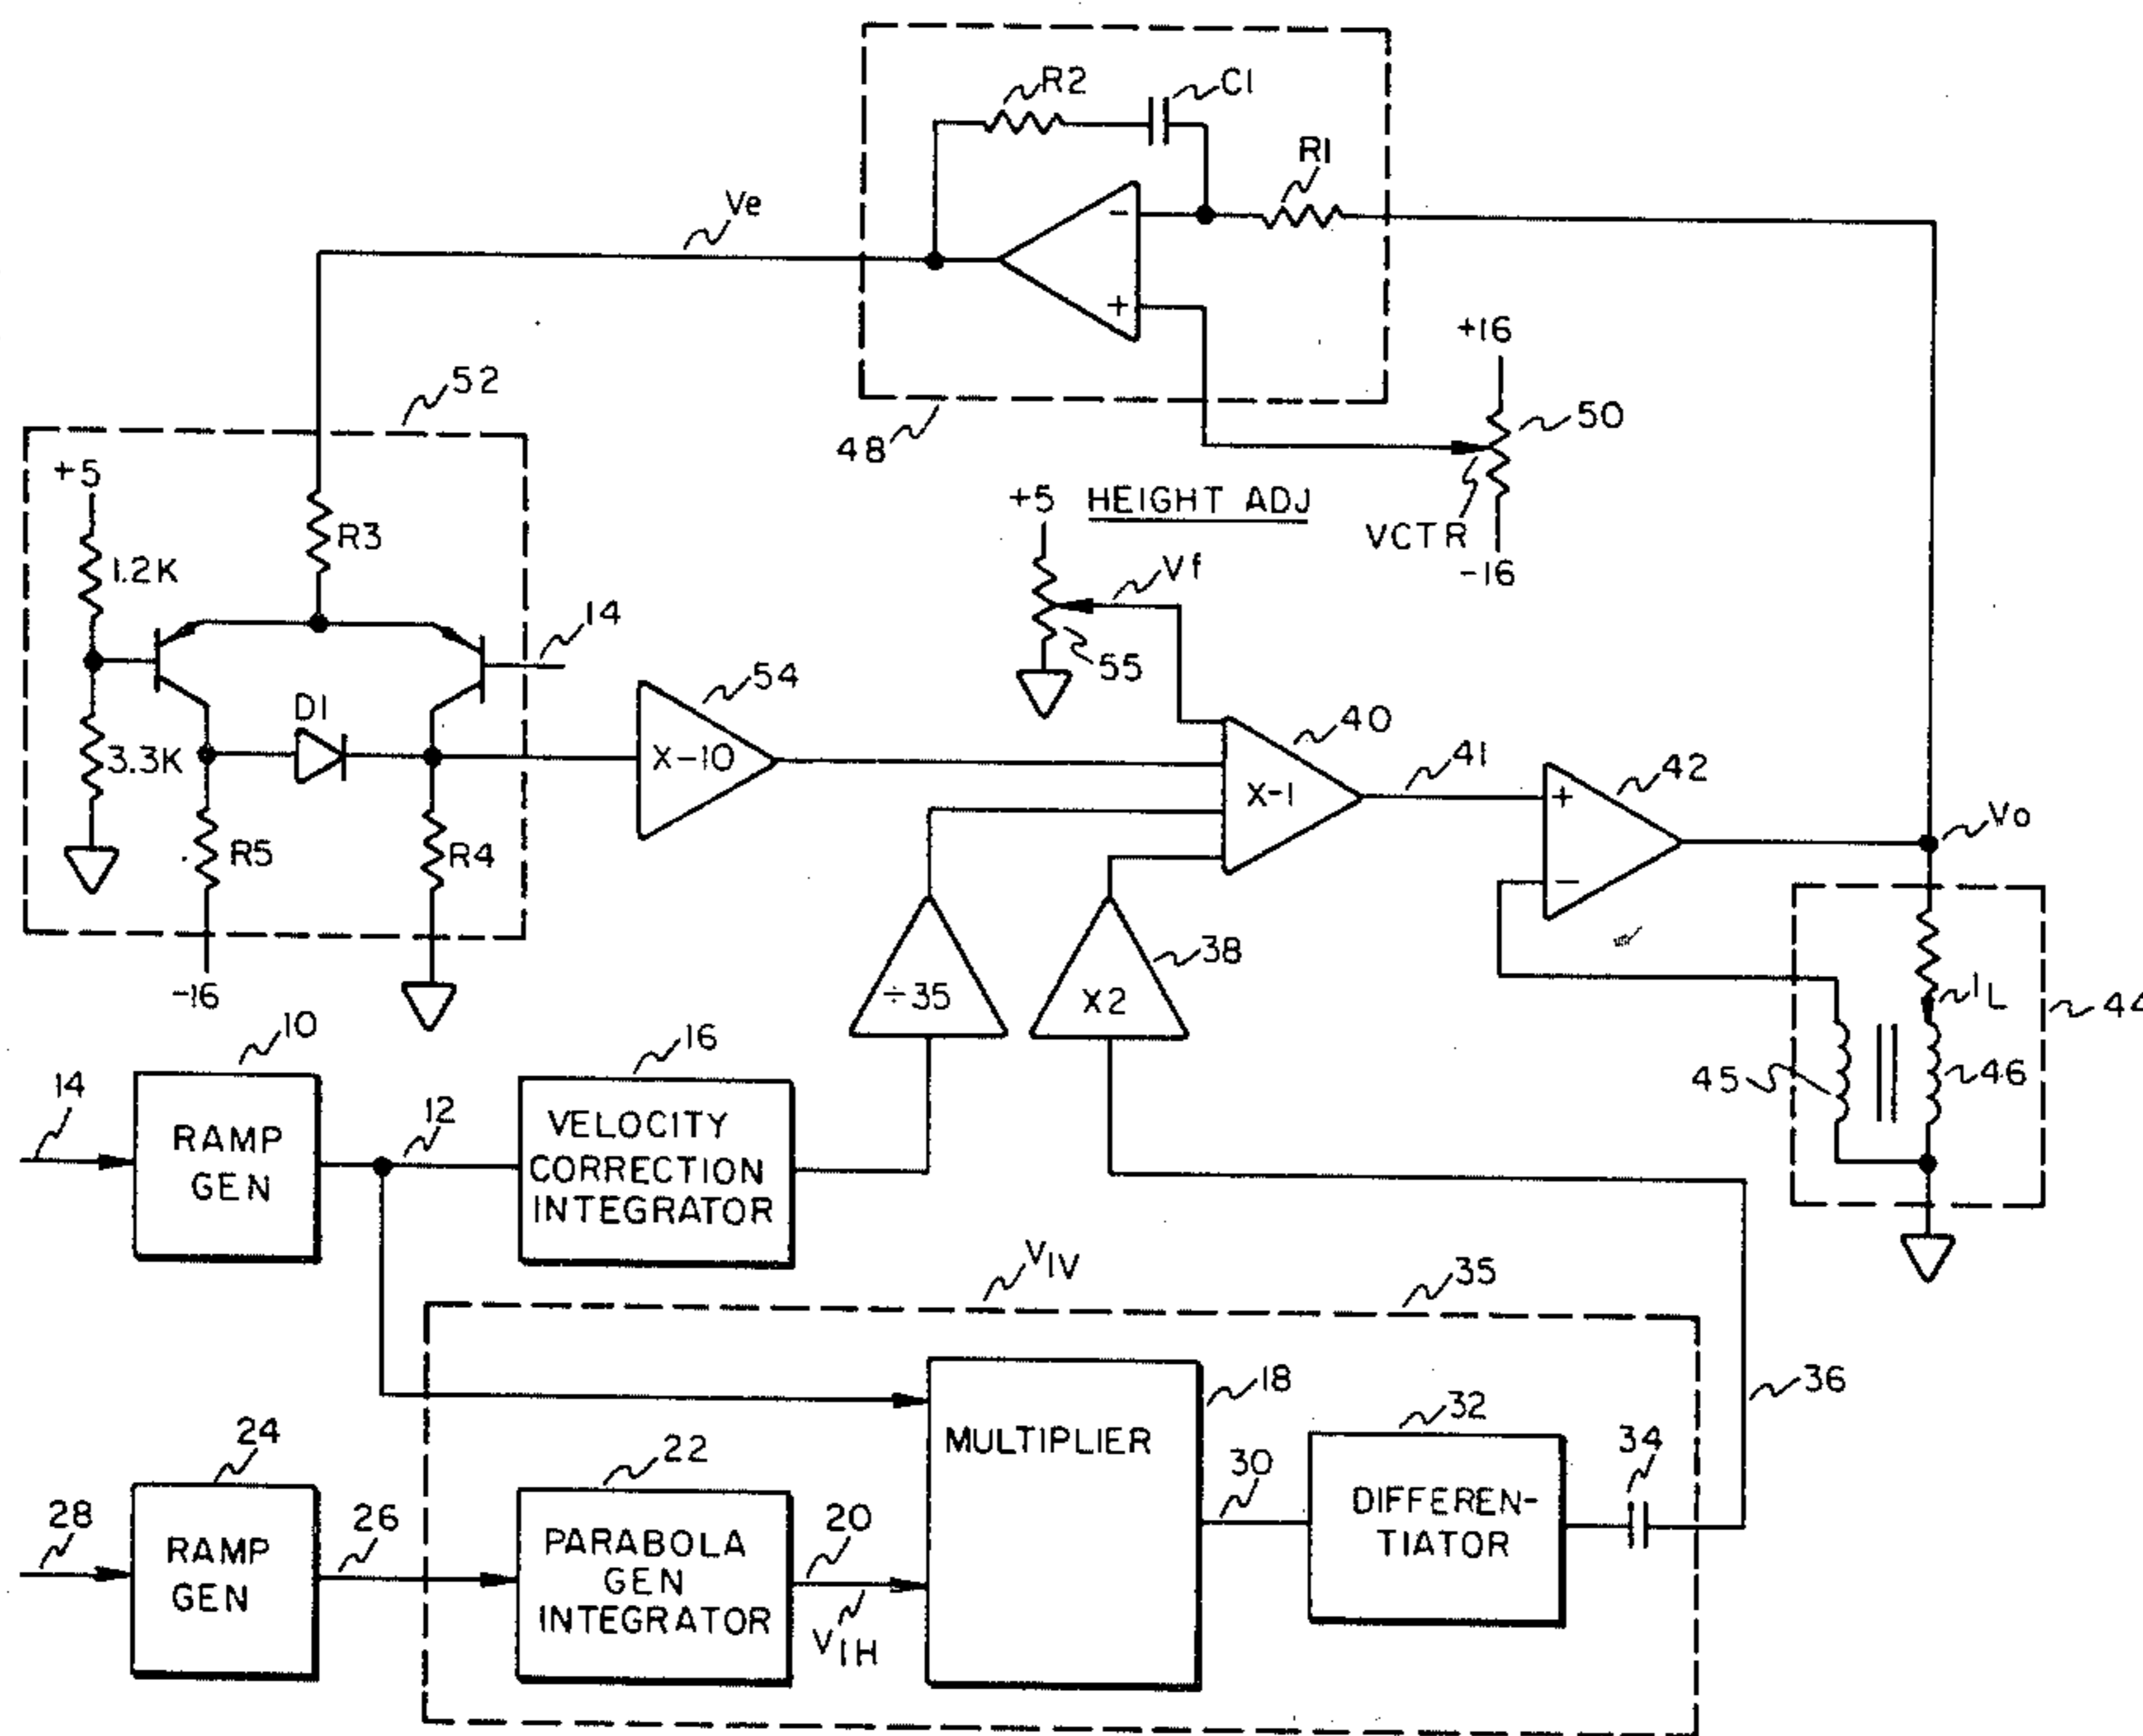 R2
C1
R1
Ve
-
+
+16
50
52
48
VCTR
-16
+5
HEIGHT ADJ
+5
R3
1.2K
Vf
14
55
54
40
D1
3.3K
X-10
X-1
41
42
+
-
Vo
R5
R4
38
÷35
X2
-16
IL
44
10
16
45
46
14
RAMP
GEN
12
VELOCITY
CORRECTION
INTEGRATOR
VIV
35
18
36
24
22
MULTIPLIER
32
34
28
RAMP
GEN
26
PARABOLA
GEN
INTEGRATOR
20
VIH
30
DIFFEREN-
TIATOR